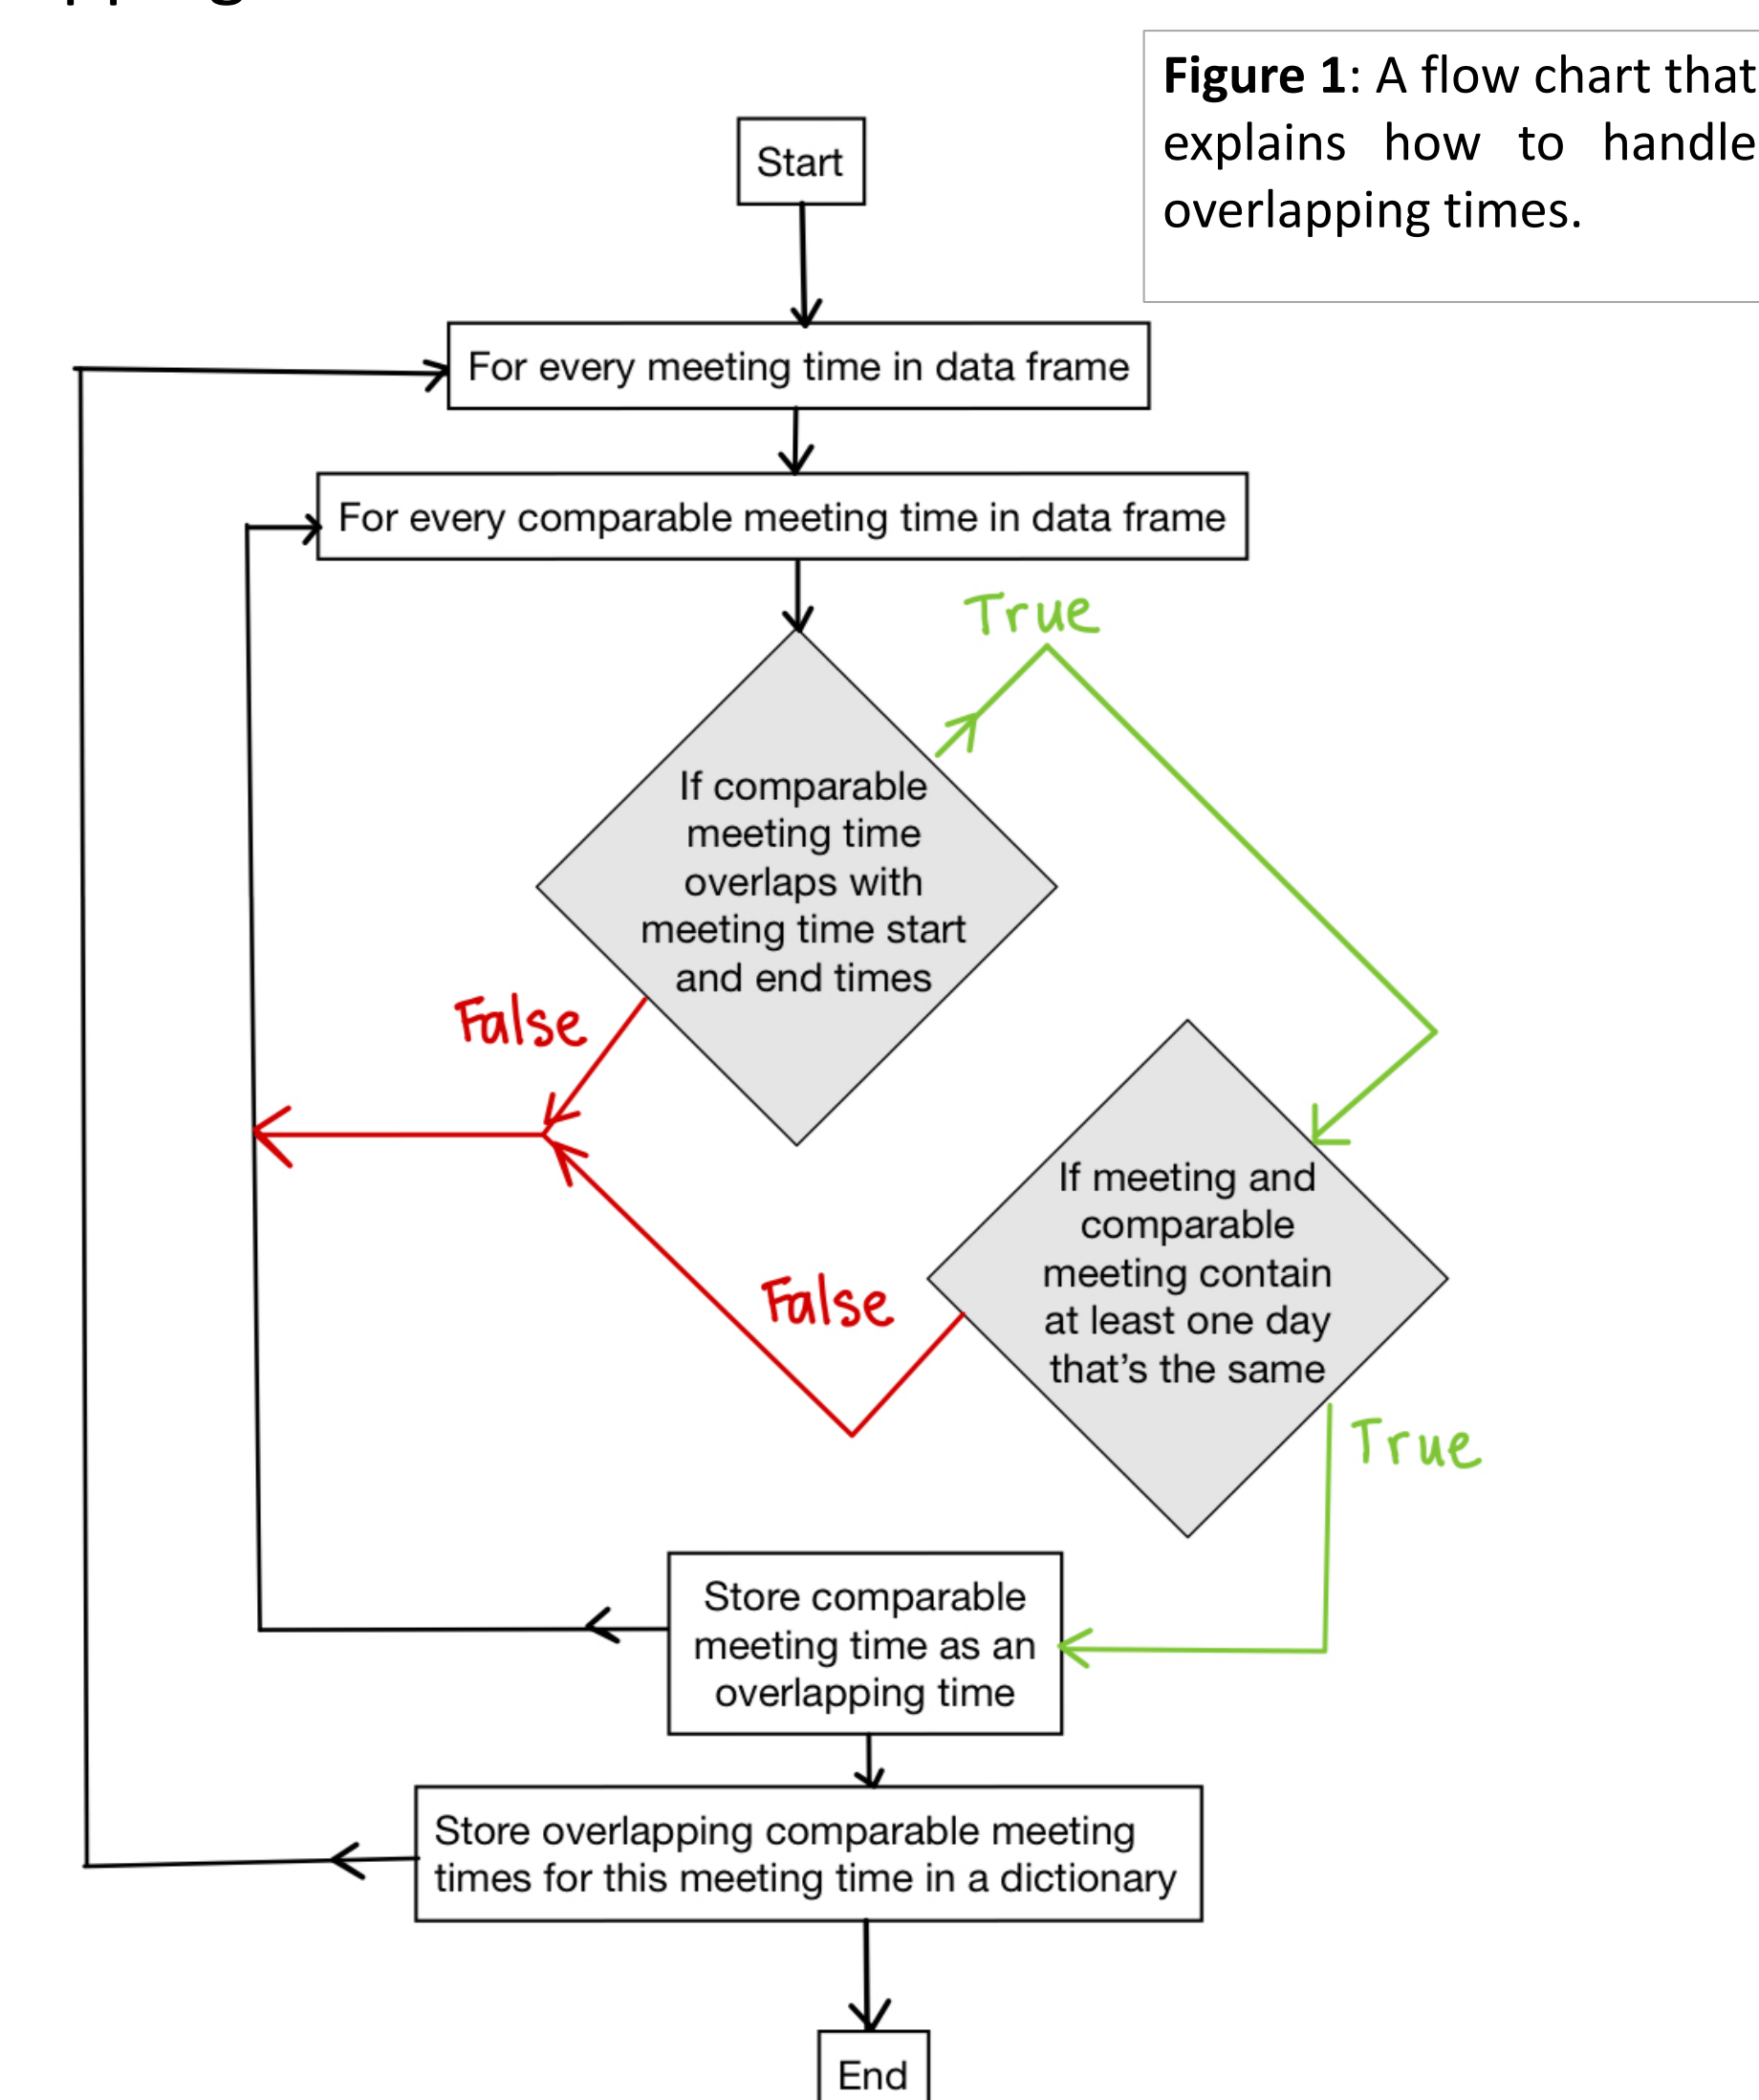 Figure 1: A flow chart that
explains how to handle
overlapping times.
Start
For every meeting time in data frame
For every comparable meeting time in data frame
True
If comparable
meeting time
overlaps with
meeting time start
and end times
False
If meeting and
comparable
meeting contain
at least one day
that's the same
False
True
Store comparable
meeting time as an
overlapping time
Store overlapping comparable meeting
times for this meeting time in a dictionary
End